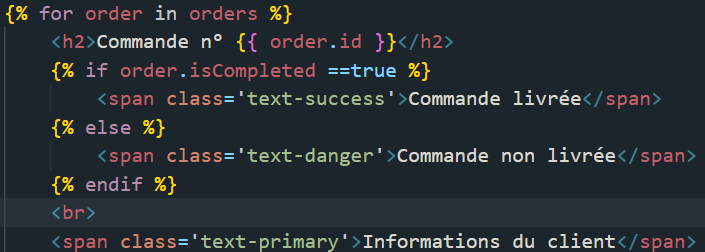 {% for order in orders %}
<h2>Commande n° {{ order.id }}</h2>
{% if order.isCompleted ==true %}
<span class='text-success'>Commande livrée</span>
{% else %}
<span class='text-danger'>Commande non livrée</span>
{% endif %}
<br>
<span class='text-primary'>Informations du client</span>